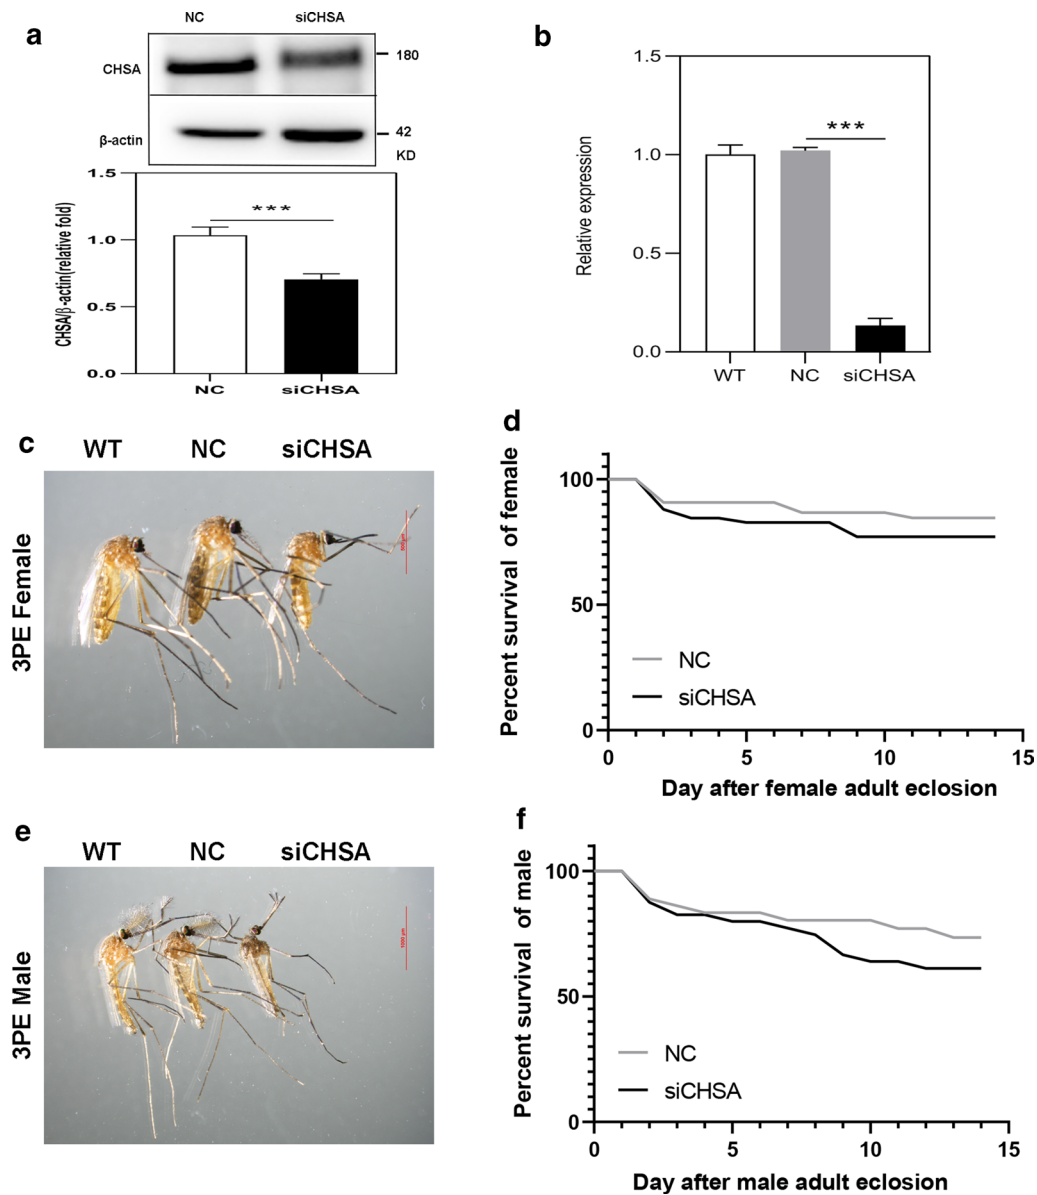 a
NC siCHSA
CHSA
180
β-actin
42
KD
CHSA/β-actin(relative fold)
1.5
1.0
0.5
0.0
***
NC siCHSA
b
Relative expression
1.5
1.0
0.5
0.0
***
WT NC siCHSA
c
WT NC siCHSA
3PE Female
d
Percent survival of female
100
50
0
NC
siCHSA
0 5 10 15
Day after female adult eclosion
e
WT NC siCHSA
3PE Male
1000 μm
f
Percent survival of male
100
50
0
NC
siCHSA
0 5 10 15
Day after male adult eclosion